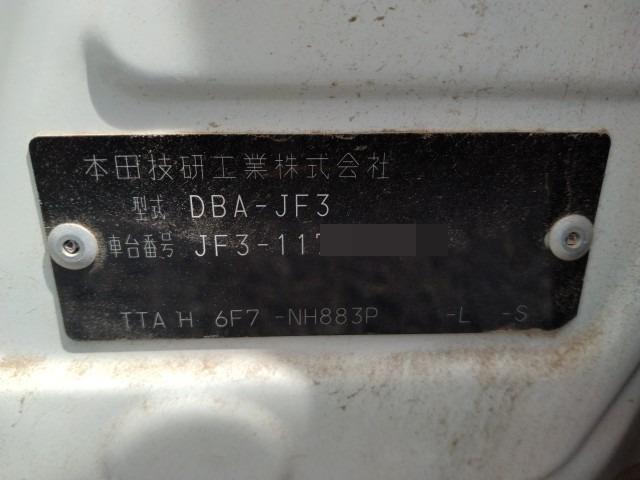 本田技研工業株式会社
型式 DBA-JF3
車台番号 JF3-117
TTA H 6F7 -NH883P -L -S